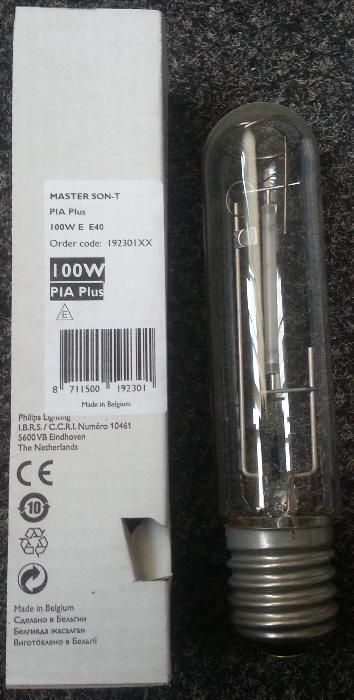 MASTER SON-T
PIA Plus
100W E E40
Order code: 192301XX
100W
PIA Plus
E
8 711500 192301
Made in Belgium
Philips Lighting
I.B.R.S./ C.C.R.I. Numéro 10461
5600 VB Eindhoven
The Netherlands
CE
10
Made in Belgium
Сделано в Бельгии
Белгияда жасалган
Виготовлено в Бельгії